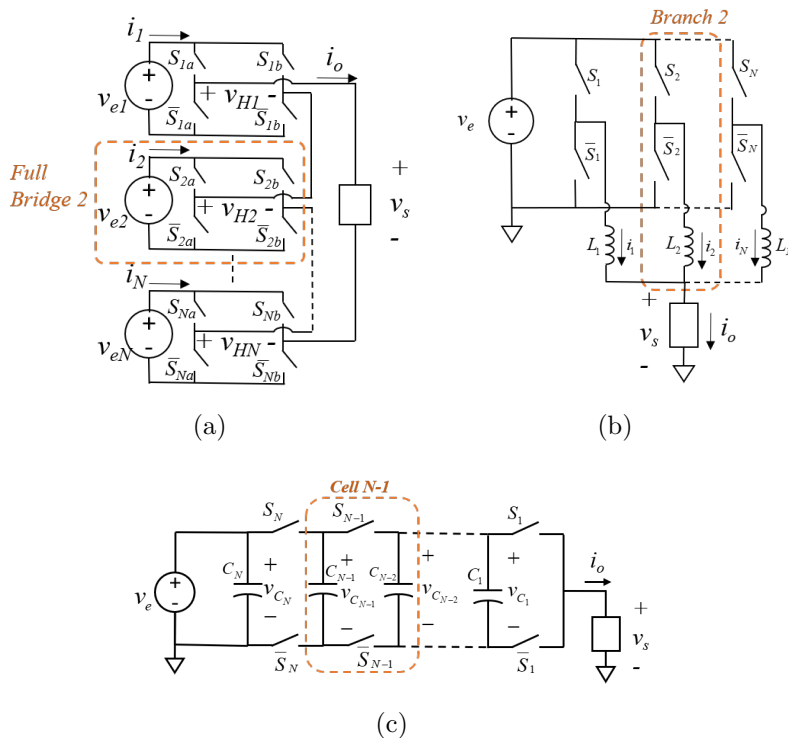 i1
S1a
S1b
io
ve1
+ vH1 -
S̅1a
S̅1b
Full
Bridge 2
i2
S2a
S2b
ve2
+ vH2 -
S̅2a
S̅2b
+
vs
-
iN
SNa
SNb
veN
+ vHN -
S̅Na
S̅Nb
(a)
Branch 2
ve
S1
S2
SN
S̅1
S̅2
S̅N
L1
i1
L2
i2
iN
+
vs
io
-
(b)
Cell N-1
SN
SN−1
S1
io
ve
CN
+
vCN
−
CN−1
+
vCN−1
−
CN−2
+
vCN−2
−
C1
+
vC1
−
+
vs
-
S̅N
S̅N−1
S̅1
(c)